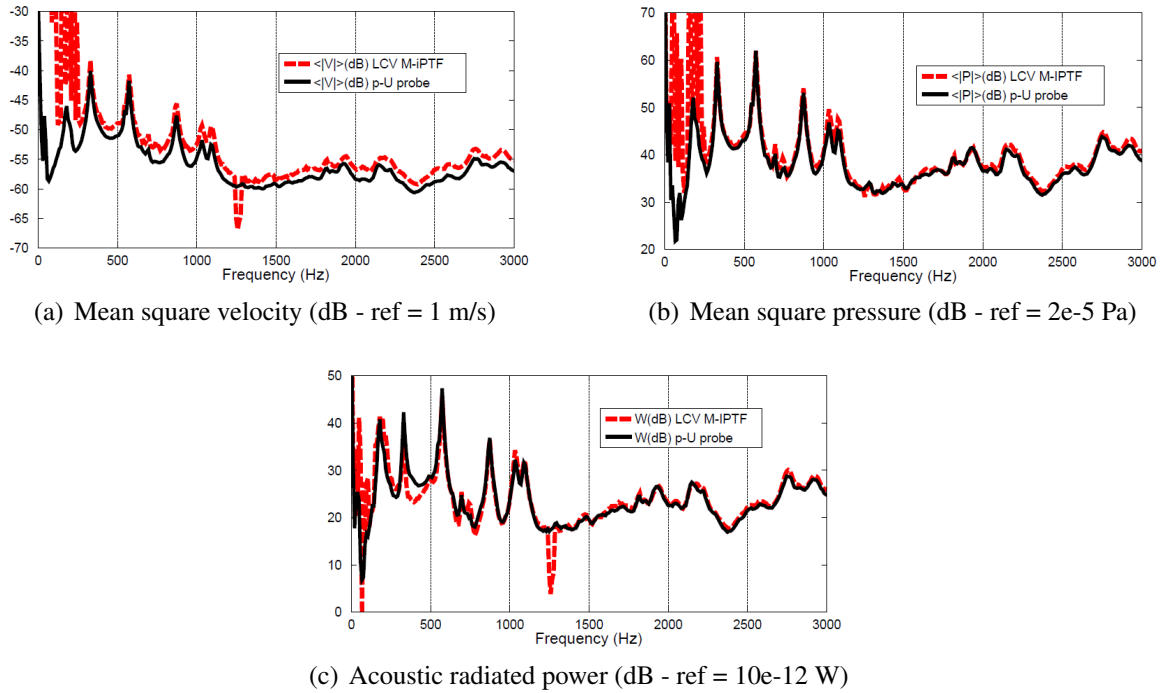 -30
-35
-40
-45
-50
-55
-60
-65
-70
0 500 1000 1500 2000 2500 3000
Frequency (Hz)
<|V|>(dB) LCV M-iPTF
<|V|>(dB) p-U probe
(a) Mean square velocity (dB - ref = 1 m/s)
70
60
50
40
30
20
0 500 1000 1500 2000 2500 3000
Frequency (Hz)
<|P|>(dB) LCV M-iPTF
<|P|>(dB) p-U probe
(b) Mean square pressure (dB - ref = 2e-5 Pa)
50
40
30
20
10
0
0 500 1000 1500 2000 2500 3000
Frequency (Hz)
W(dB) LCV M-IPTF
W(dB) p-U probe
(c) Acoustic radiated power (dB - ref = 10e-12 W)